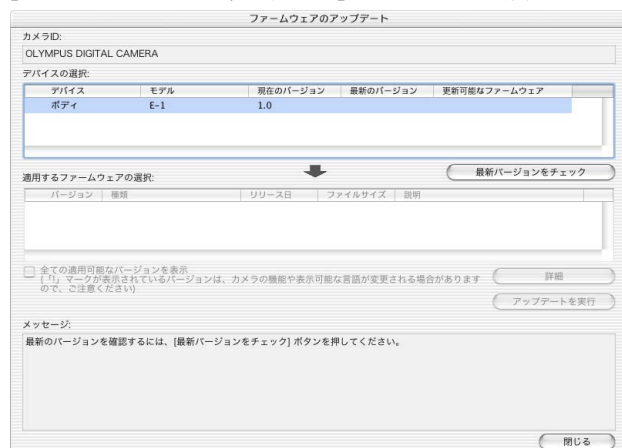 ファームウェアのアップデート
カメラID:
OLYMPUS DIGITAL CAMERA
デバイスの選択:
デバイス モデル 現在のバージョン 最新のバージョン 更新可能なファームウェア
ボディ E-1 1.0
最新バージョンをチェック
適用するファームウェアの選択:
バージョン 種類 リリース日 ファイルサイズ 説明
全ての適用可能なバージョンを表示
(「!」マークが表示されているバージョンは、カメラの機能や表示可能な言語が変更される場合があります
ので、ご注意ください)
詳細
アップデートを実行
メッセージ:
最新のバージョンを確認するには、[最新バージョンをチェック] ボタンを押してください。
閉じる